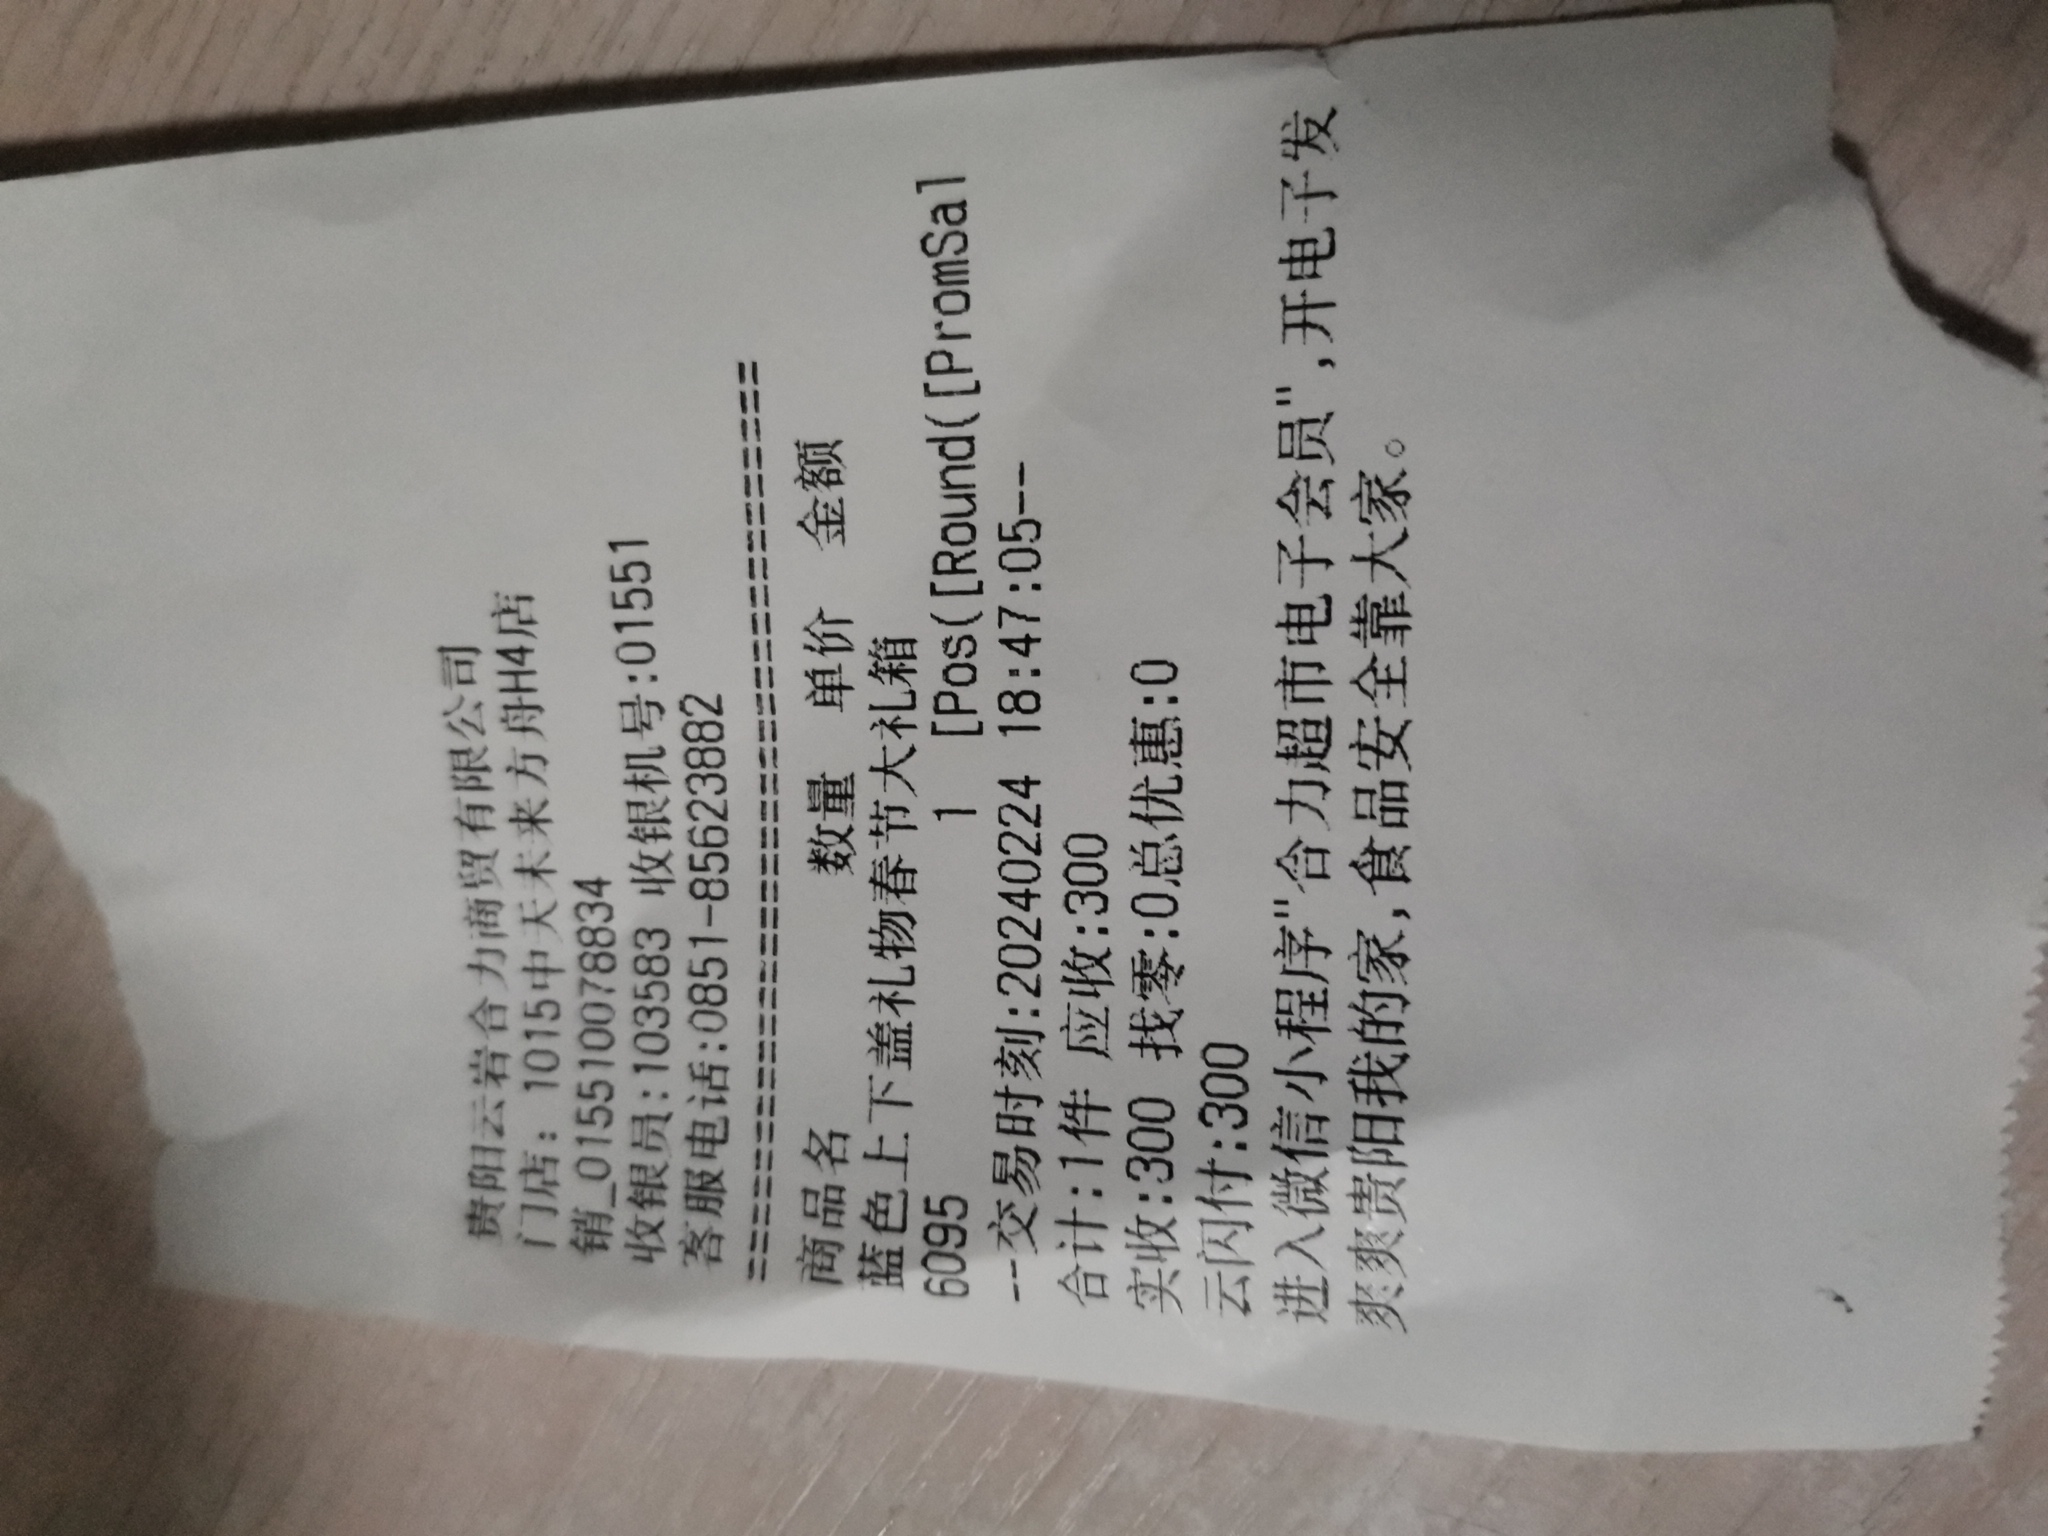 贵阳云岩合力商贸有限公司
门店: 1015中天未来方舟H4店
销_015510078834
收银员:103583 收银机号:01551
客服电话:0851-85623882
==========================================
商品名 数量 单价 金额
蓝色上下盖礼物春节大礼箱
6095 1 [Pos([Round([PromSal
--交易时刻:20240224 18:47:05--
合计:1件 应收:300
实收:300 找零:0总优惠:0
云闪付:300
进入微信小程序"合力超市电子会员",开电子发
爽爽贵阳我的家,食品安全靠大家。